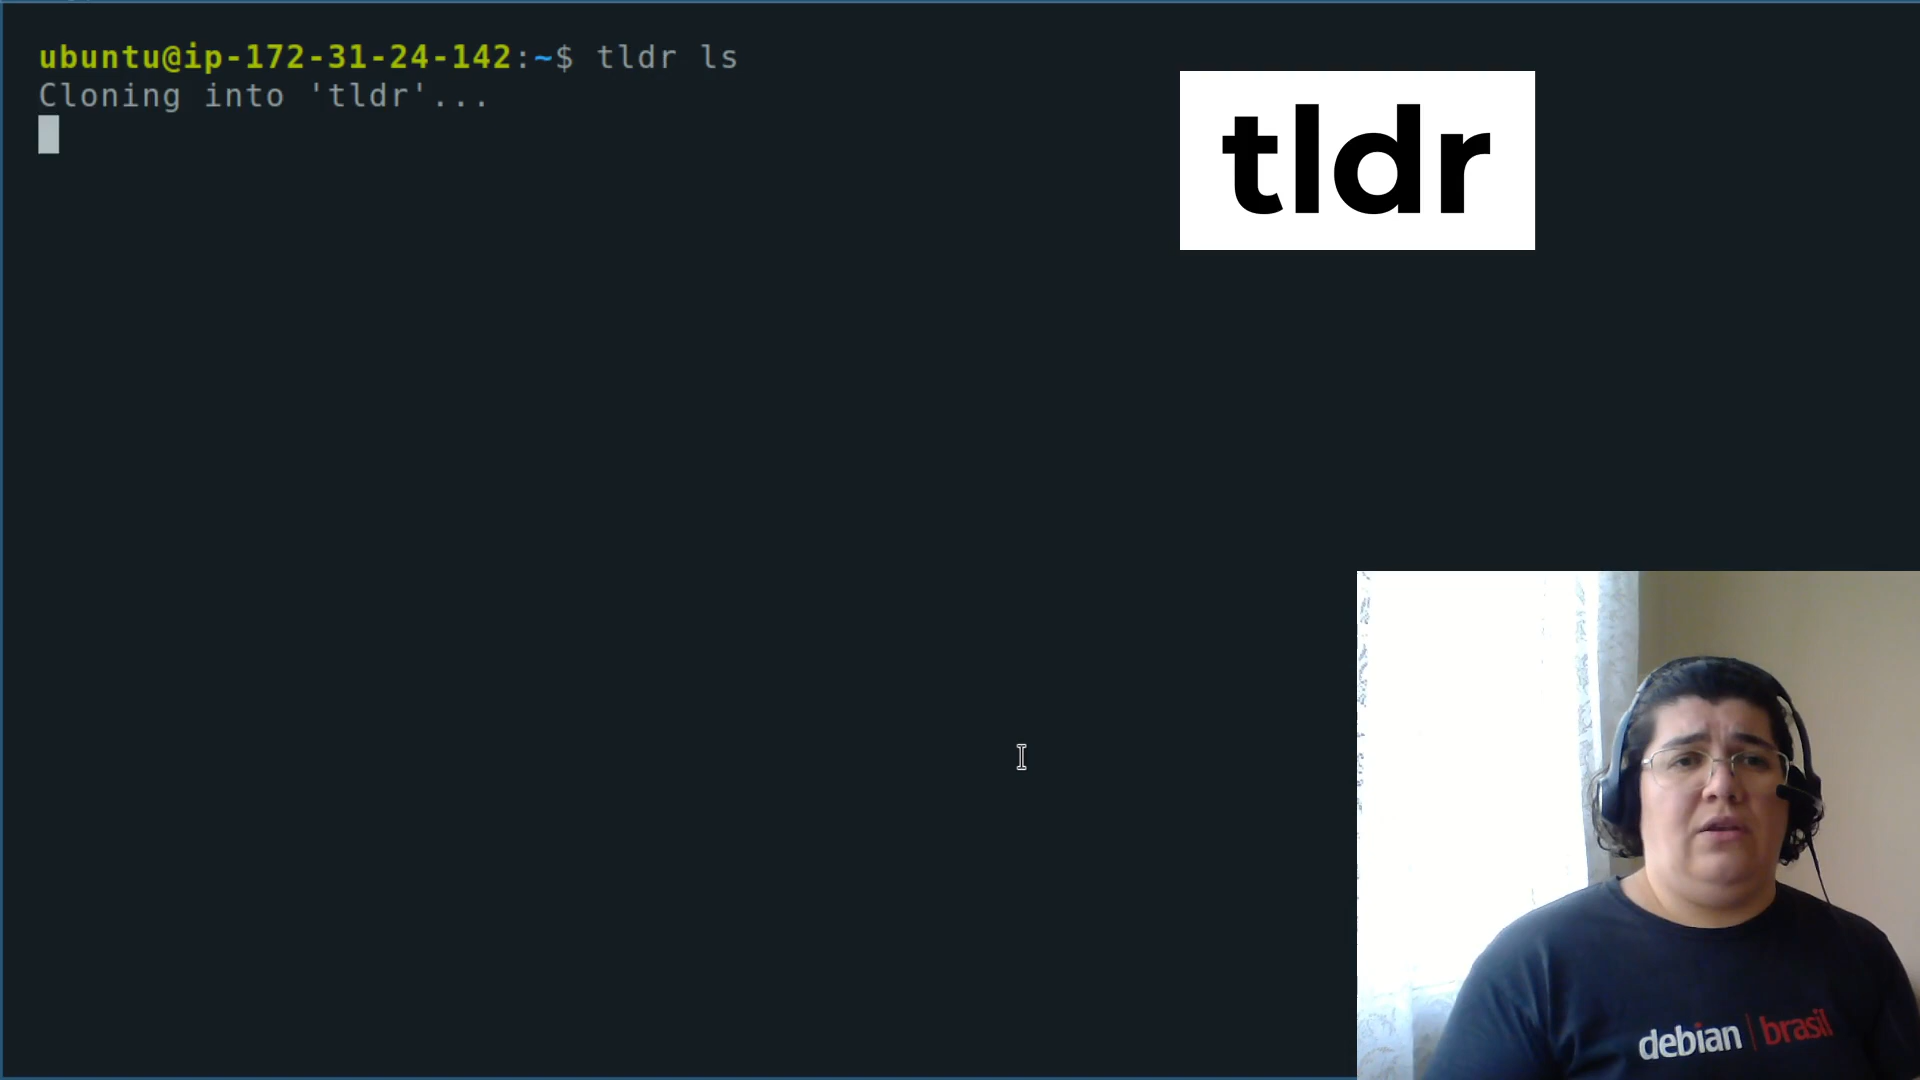 ubuntu@ip-172-31-24-142:~$ tldr ls
Cloning into 'tldr'...
tldr
debian | brasil